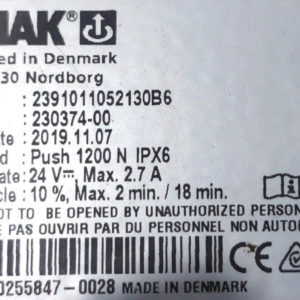 MAK
ed in Denmark
30 Nordborg
: 2391011052130B6
: 230374-00
te : 2019.11.07
d : Push 1200 N IPX6
ate: 24 V⎓, Max. 2.7 A
cle : 10 %, Max. 2 min. / 18 min.
OT TO BE OPENED BY UNAUTHORIZED PERSON
E PAS OUVRIR PAR DU PERSONNEL NON AUTO
0255847-0028 MADE IN DENMARK